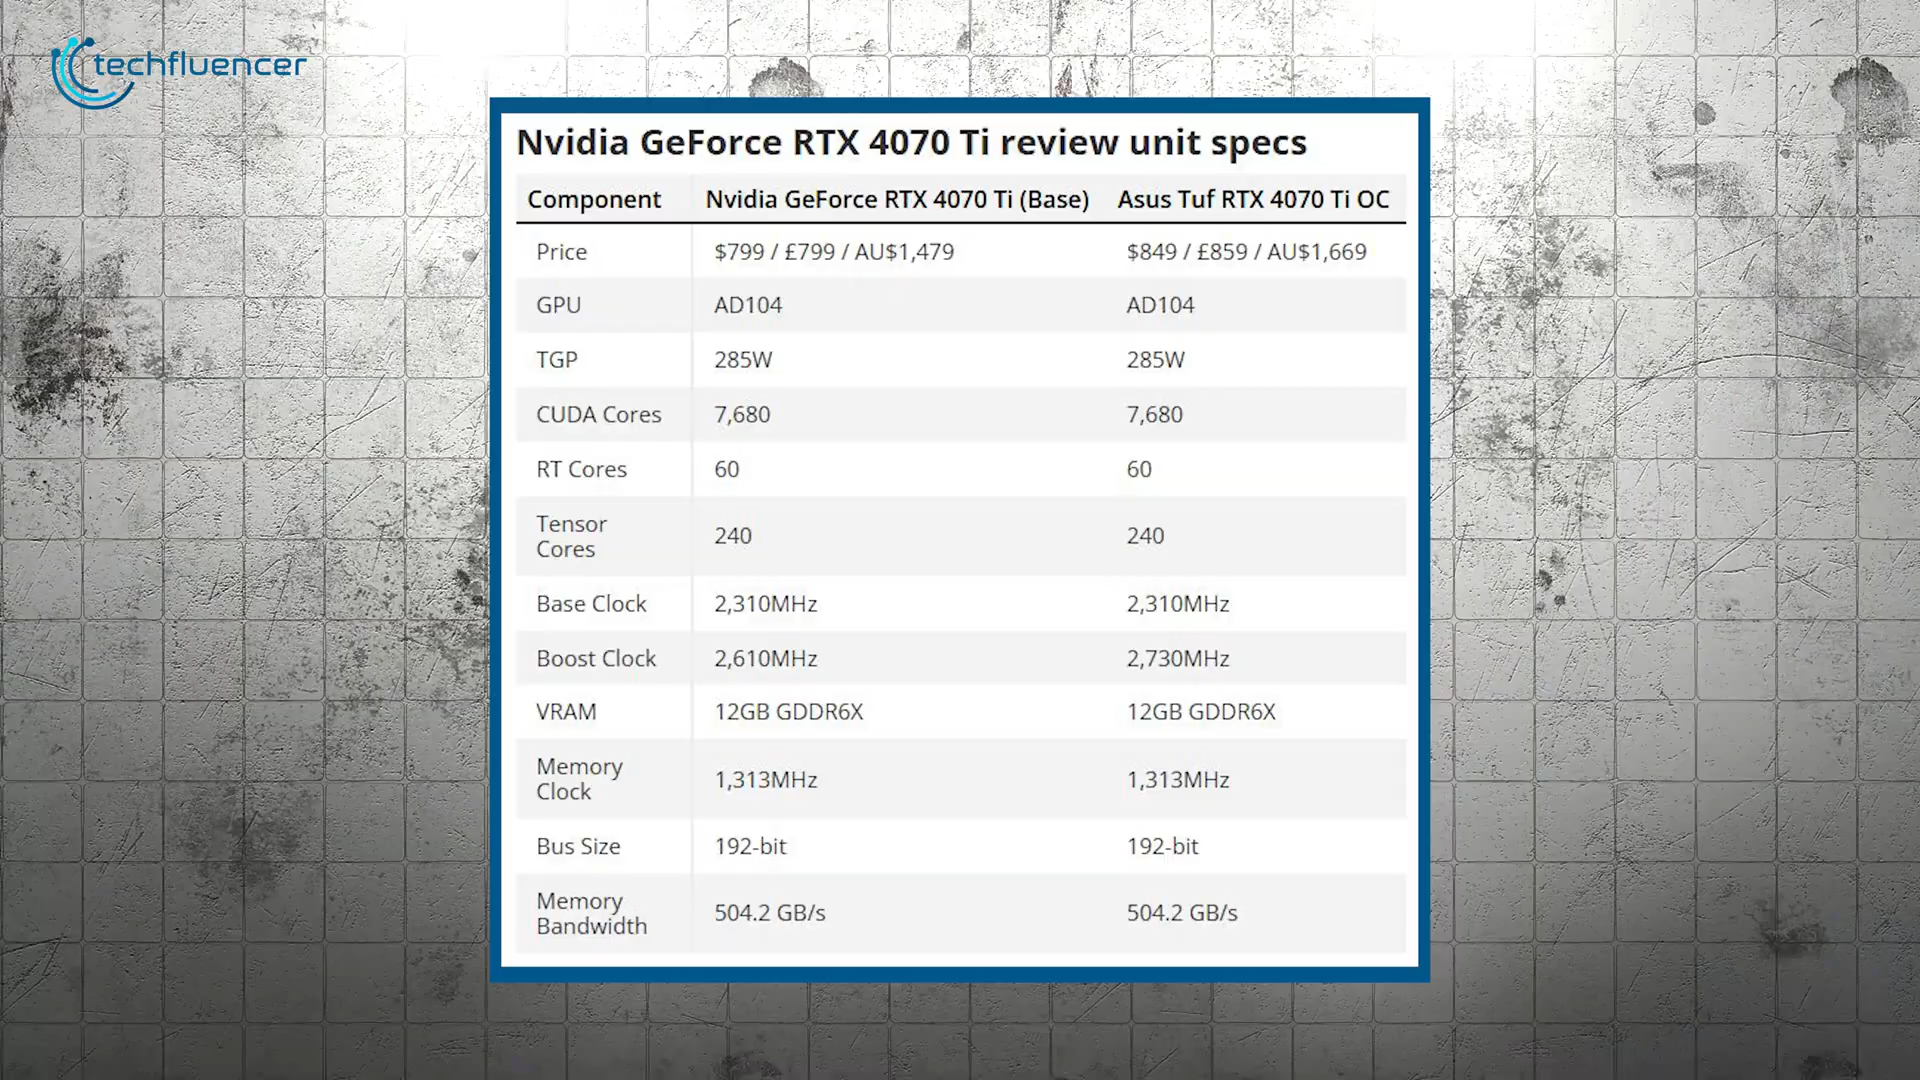 techfluencer
Nvidia GeForce RTX 4070 Ti review unit specs
Component Nvidia GeForce RTX 4070 Ti (Base) Asus Tuf RTX 4070 Ti OC
Price $799 / £799 / AU$1,479 $849 / £859 / AU$1,669
GPU AD104 AD104
TGP 285W 285W
CUDA Cores 7,680 7,680
RT Cores 60 60
Tensor
Cores 240 240
Base Clock 2,310MHz 2,310MHz
Boost Clock 2,610MHz 2,730MHz
VRAM 12GB GDDR6X 12GB GDDR6X
Memory
Clock 1,313MHz 1,313MHz
Bus Size 192-bit 192-bit
Memory
Bandwidth 504.2 GB/s 504.2 GB/s